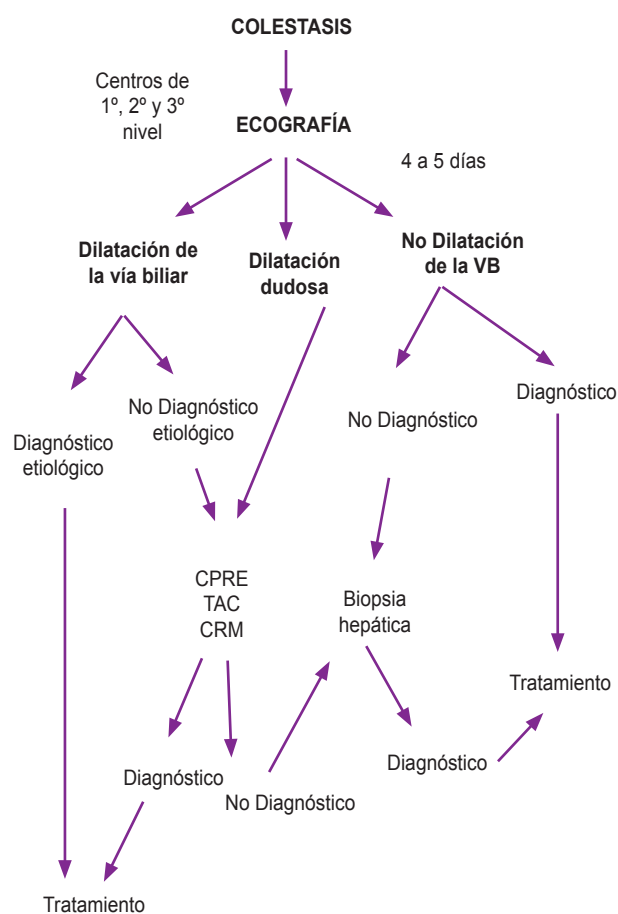 COLESTASIS
Centros de
1º, 2º y 3º
nivel
ECOGRAFÍA
4 a 5 días
Dilatación de
la vía biliar
Dilatación
dudosa
No Dilatación
de la VB
Diagnóstico
etiológico
No Diagnóstico
etiológico
No Diagnóstico
Diagnóstico
CPRE
TAC
CRM
Biopsia
hepática
Tratamiento
Diagnóstico
No Diagnóstico
Diagnóstico
Tratamiento